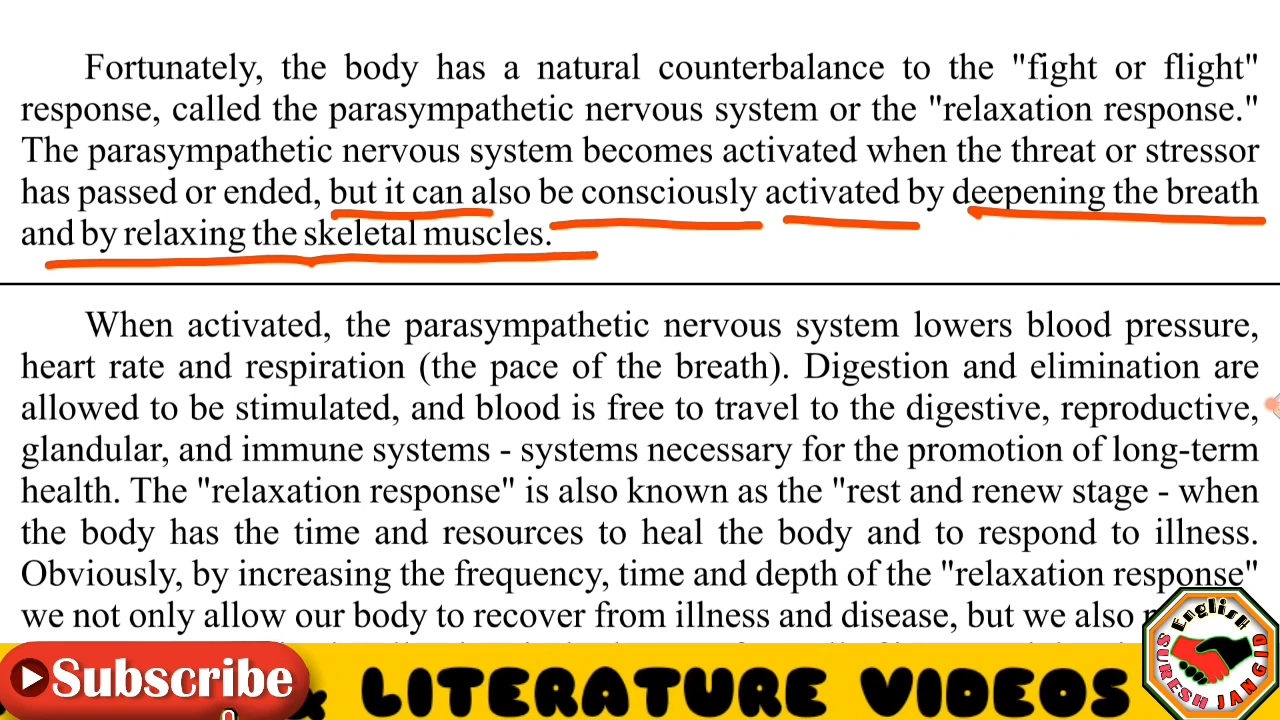 Fortunately, the body has a natural counterbalance to the "fight or flight"
response, called the parasympathetic nervous system or the "relaxation response."
The parasympathetic nervous system becomes activated when the threat or stressor
has passed or ended, but it can also be consciously activated by deepening the breath
and by relaxing the skeletal muscles.
When activated, the parasympathetic nervous system lowers blood pressure,
heart rate and respiration (the pace of the breath). Digestion and elimination are
allowed to be stimulated, and blood is free to travel to the digestive, reproductive,
glandular, and immune systems - systems necessary for the promotion of long-term
health. The "relaxation response" is also known as the "rest and renew stage - when
the body has the time and resources to heal the body and to respond to illness.
Obviously, by increasing the frequency, time and depth of the "relaxation response"
we not only allow our body to recover from illness and disease, but we also
Subscribe
& LITERATURE VIDEOS
English
SURESH JANGID